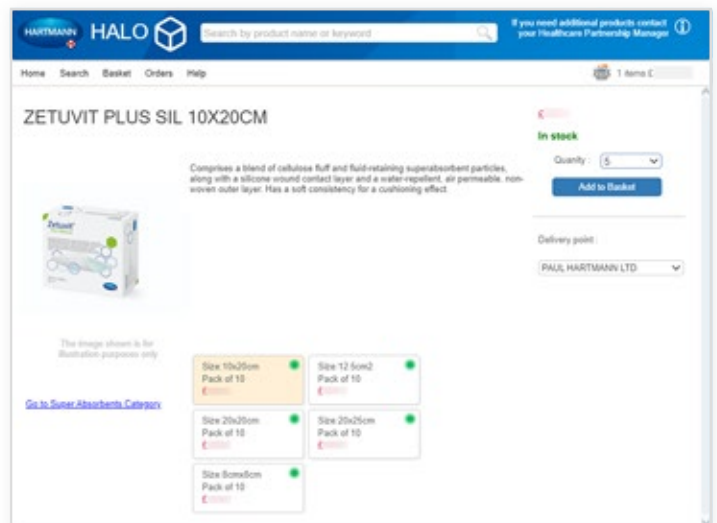 HARTMANN
HALO
Search by product name or keyword
If you need additional products contact
your Healthcare Partnership Manager
Home Search Basket Orders Help
1 items £
ZETUVIT PLUS SIL 10X20CM
£
In stock
Comprises a blend of cellulose fluff and fluid-retaining superabsorbent particles,
along with a silicone wound contact layer and a water-repellent, air permeable, non-
woven outer layer. Has a soft consistency for a cushioning effect.
Quanity : 5
Add to Basket
Zetuvit
Delivery point :
PAUL HARTMANN LTD
The image shown is for
illustration purposes only
Go to Super Absorbents Category
Size 10x20cm
Pack of 10
£
Size 12.5cm2
Pack of 10
£
Size 20x20cm
Pack of 10
£
Size 20x25cm
Pack of 10
£
Size 8cmx8cm
Pack of 10
£